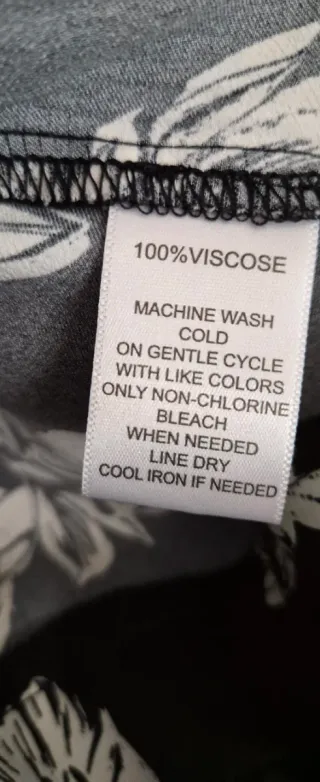 100%VISCOSE
MACHINE WASH
COLD
ON GENTLE CYCLE
WITH LIKE COLORS
ONLY NON-CHLORINE
BLEACH
WHEN NEEDED
LINE DRY
COOL IRON IF NEEDED